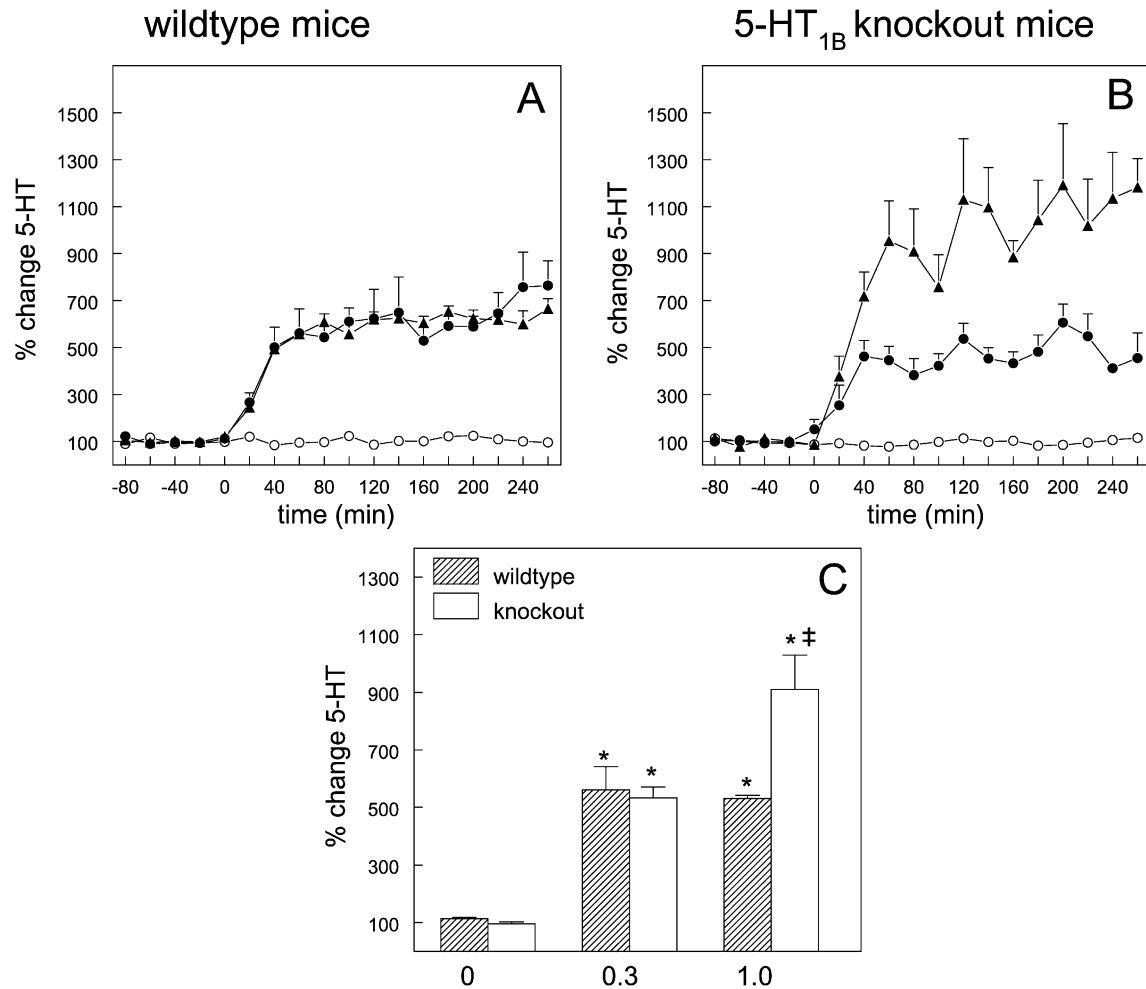 wildtype mice
5-HT1B knockout mice
A
1500
1300
1100
900
700
500
300
100
% change 5-HT
-80 -40 0 40 80 120 160 200 240
time (min)
B
1500
1300
1100
900
700
500
300
100
% change 5-HT
-80 -40 0 40 80 120 160 200 240
time (min)
C
wildtype
knockout
1300
1100
900
700
500
300
100
% change 5-HT
* * * * ‡
0 0.3 1.0